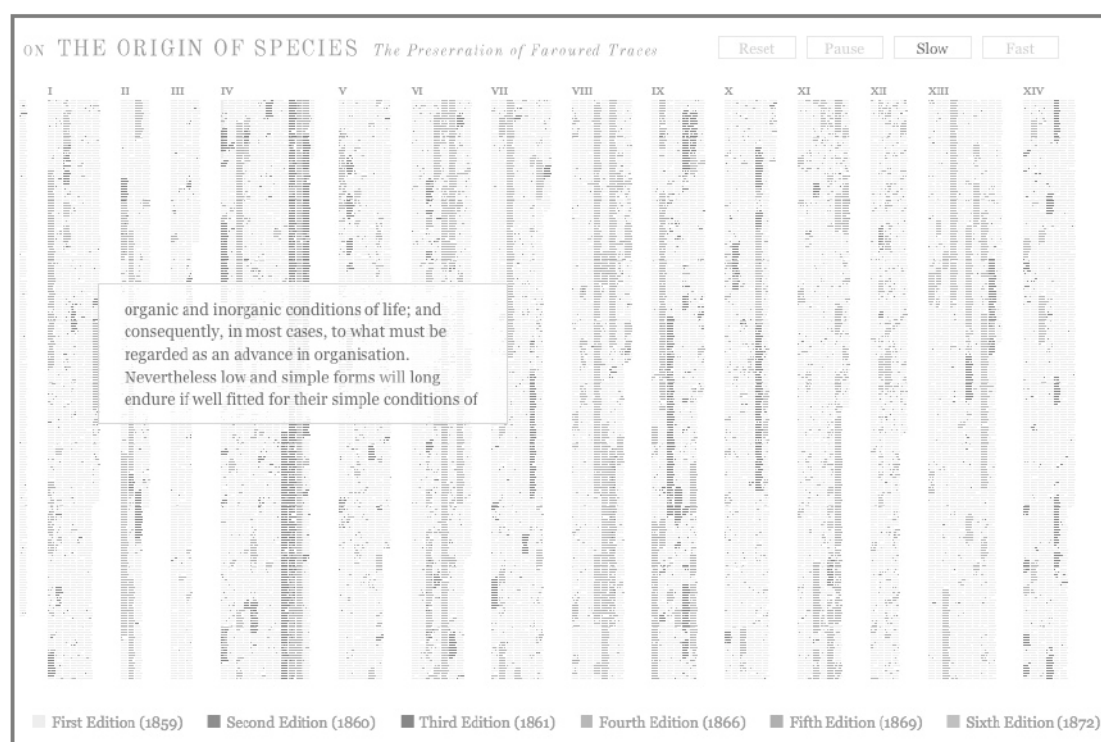 ON THE ORIGIN OF SPECIES The Preservation of Favoured Traces Reset Pause Slow Fast
I II III IV V VI VII VIII IX X XI XII XIII XIV
organic and inorganic conditions of life; and
consequently, in most cases, to what must be
regarded as an advance in organisation.
Nevertheless low and simple forms will long
endure if well fitted for their simple conditions of
First Edition (1859) Second Edition (1860) Third Edition (1861) Fourth Edition (1866) Fifth Edition (1869) Sixth Edition (1872)